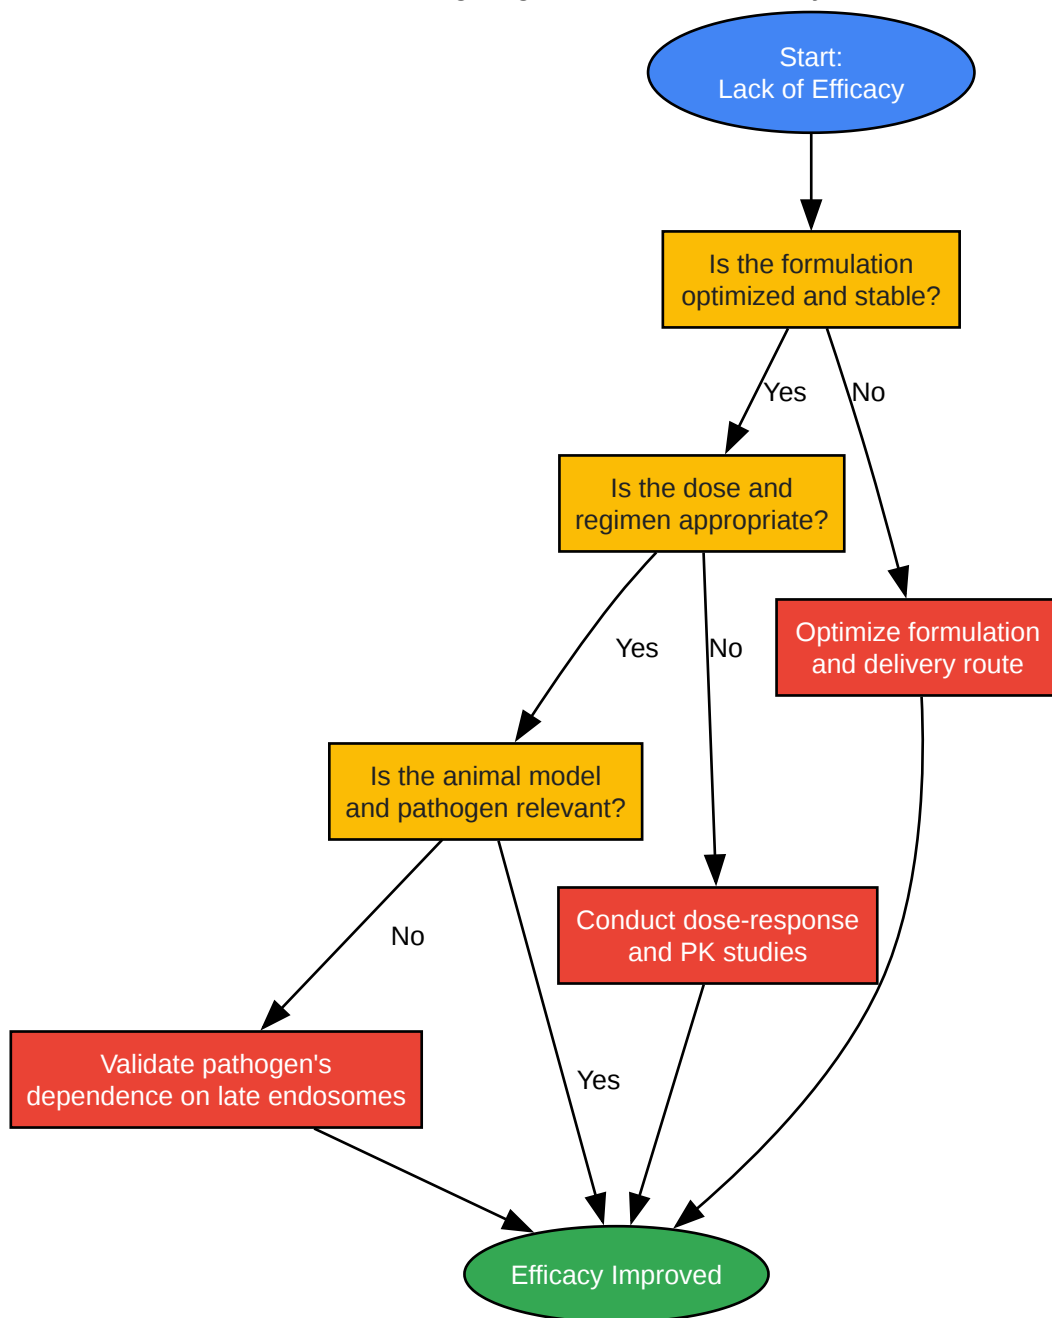 Start:
Lack of Efficacy
Is the formulation
optimized and stable?
Yes
No
Is the dose and
regimen appropriate?
Optimize formulation
and delivery route
Yes
No
Is the animal model
and pathogen relevant?
Conduct dose-response
and PK studies
No
Validate pathogen's
dependence on late endosomes
Yes
Efficacy Improved